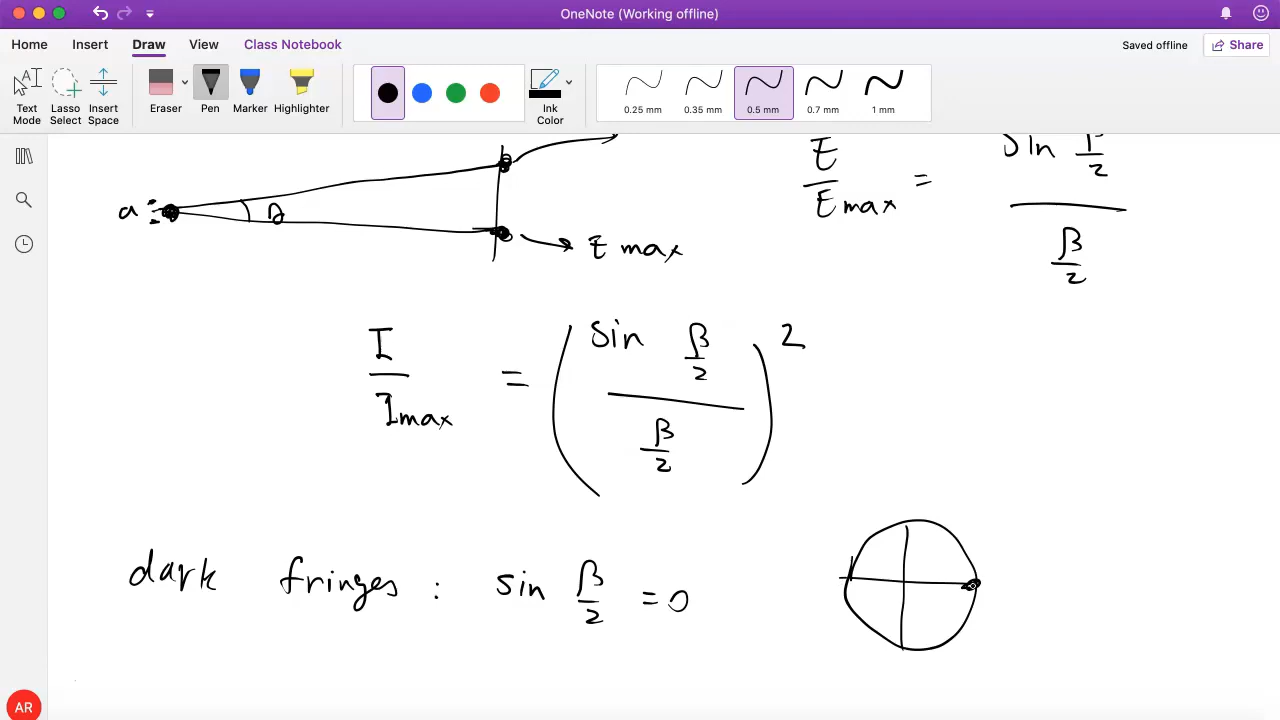 OneNote (Working offline)
Home Insert Draw View Class Notebook
Saved offline Share
Text Mode
Lasso Select
Insert Space
Eraser
Pen
Marker
Highlighter
Ink Color
0.25 mm 0.35 mm 0.5 mm 0.7 mm 1 mm
E / E max = sin β/2 / β/2
a
E max
I / I max = ( sin β/2 / β/2 ) 2
dark fringes : sin β/2 = 0
AR